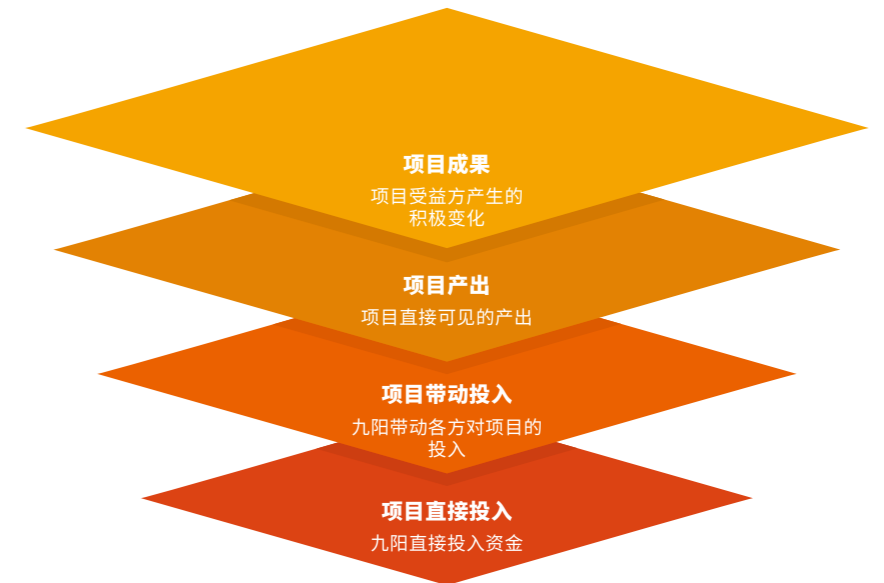 项目成果
项目受益方产生的
积极变化
项目产出
项目直接可见的产出
项目带动投入
九阳带动各方对项目的
投入
项目直接投入
九阳直接投入资金